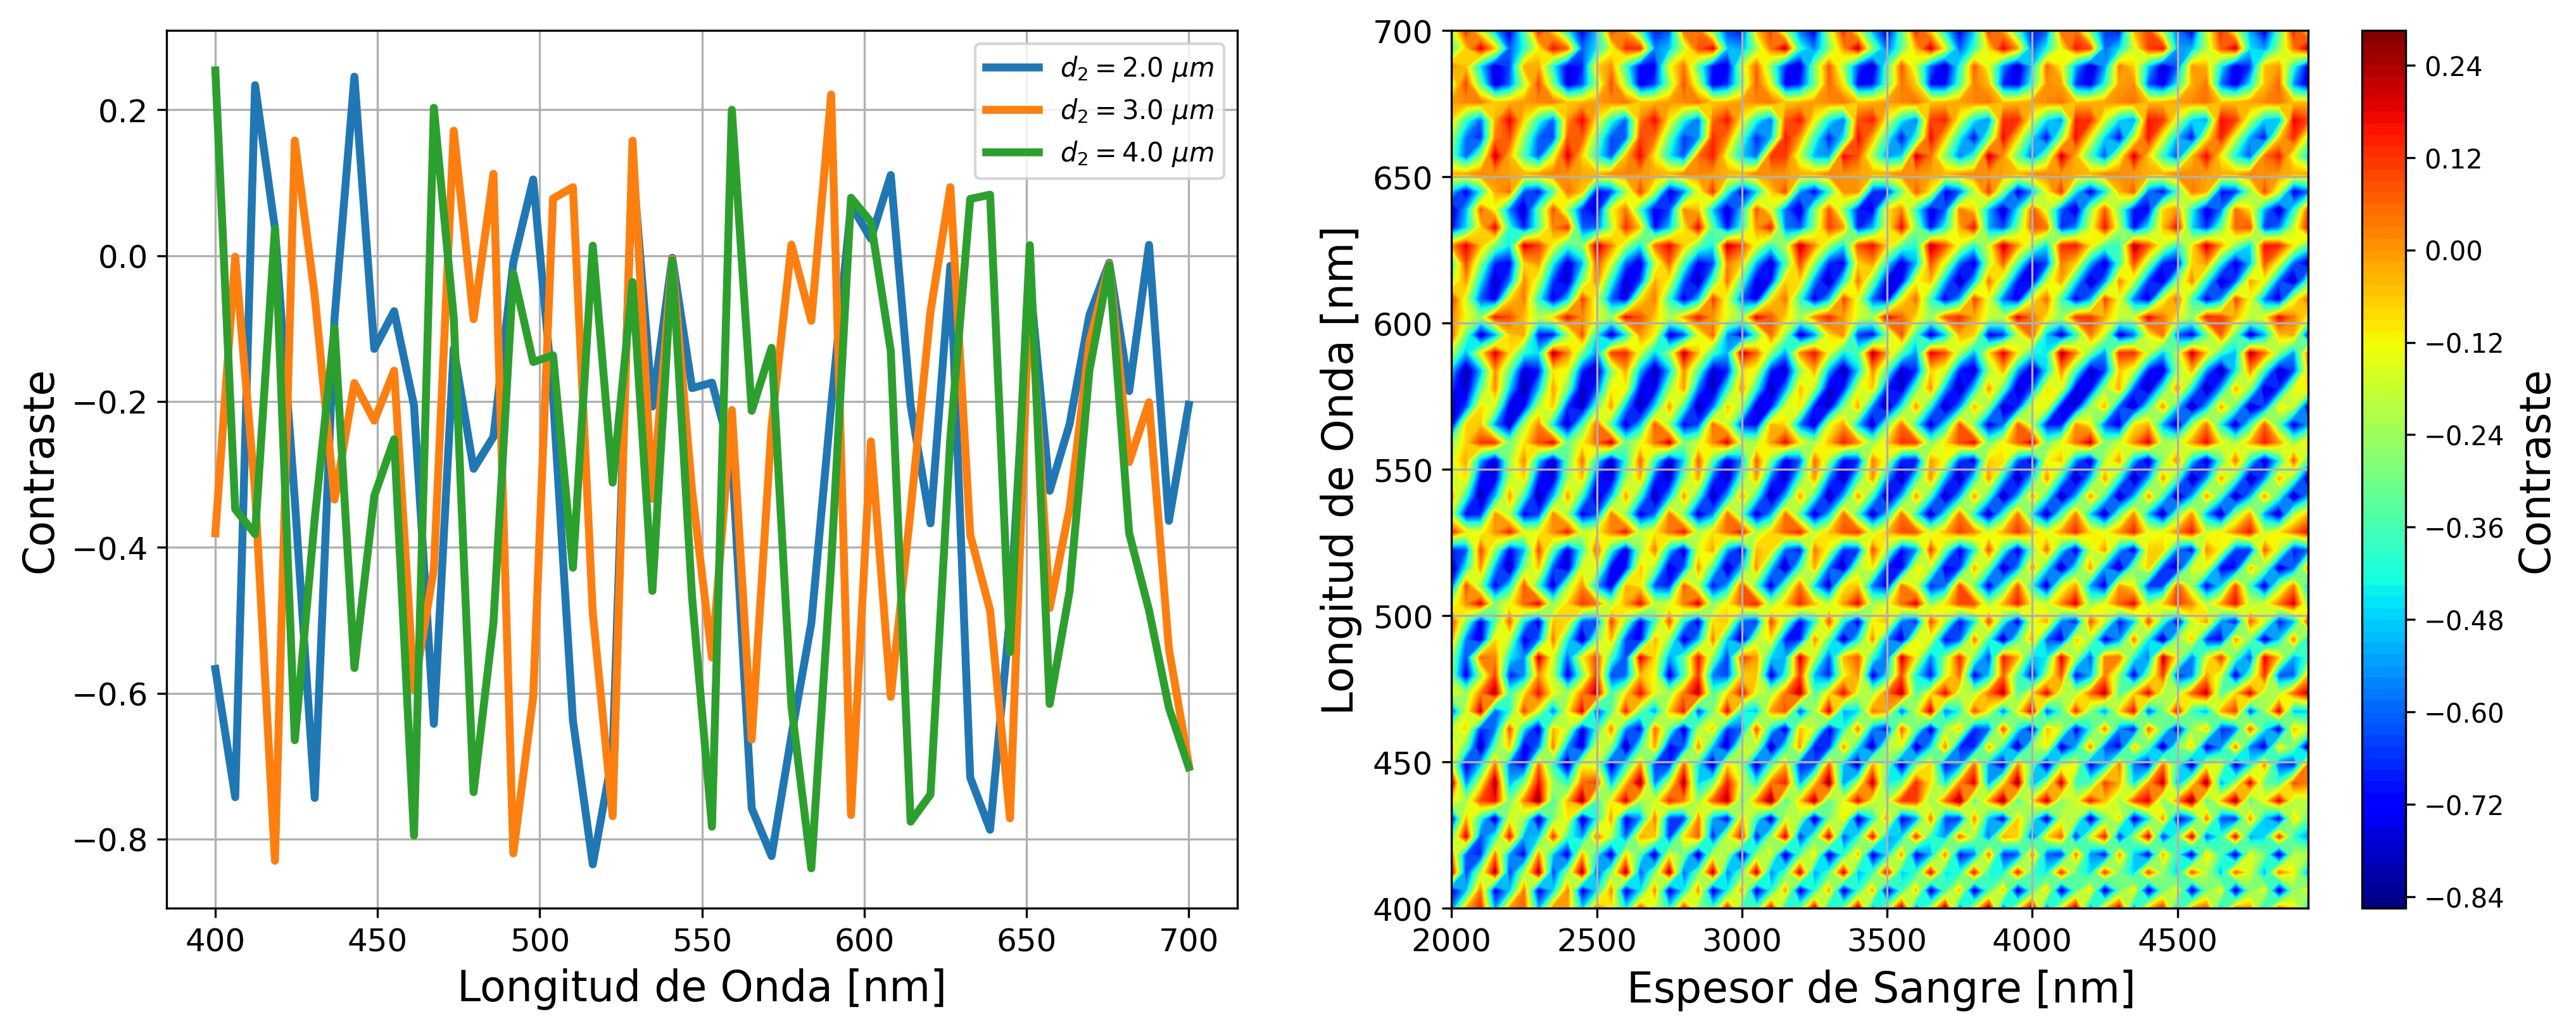 0.2
0.0
−0.2
−0.4
−0.6
−0.8
Contraste
400 450 500 550 600 650 700
Longitud de Onda [nm]
d₂ = 2.0 μm
d₂ = 3.0 μm
d₂ = 4.0 μm
700
650
600
550
500
450
400
Longitud de Onda [nm]
2000 2500 3000 3500 4000 4500
Espesor de Sangre [nm]
0.24
0.12
0.00
−0.12
−0.24
−0.36
−0.48
−0.60
−0.72
−0.84
Contraste